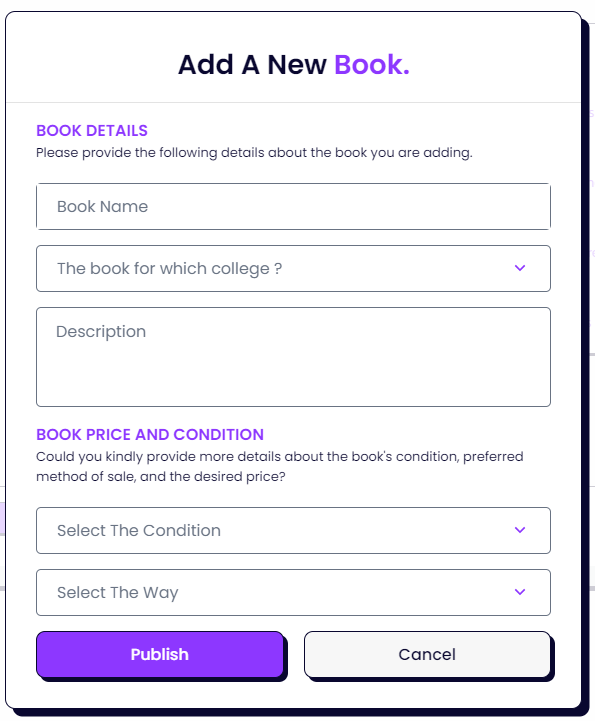 Add A New Book.
BOOK DETAILS
Please provide the following details about the book you are adding.
Book Name
The book for which college ?
Description
BOOK PRICE AND CONDITION
Could you kindly provide more details about the book's condition, preferred
method of sale, and the desired price?
Select The Condition
Select The Way
Publish
Cancel